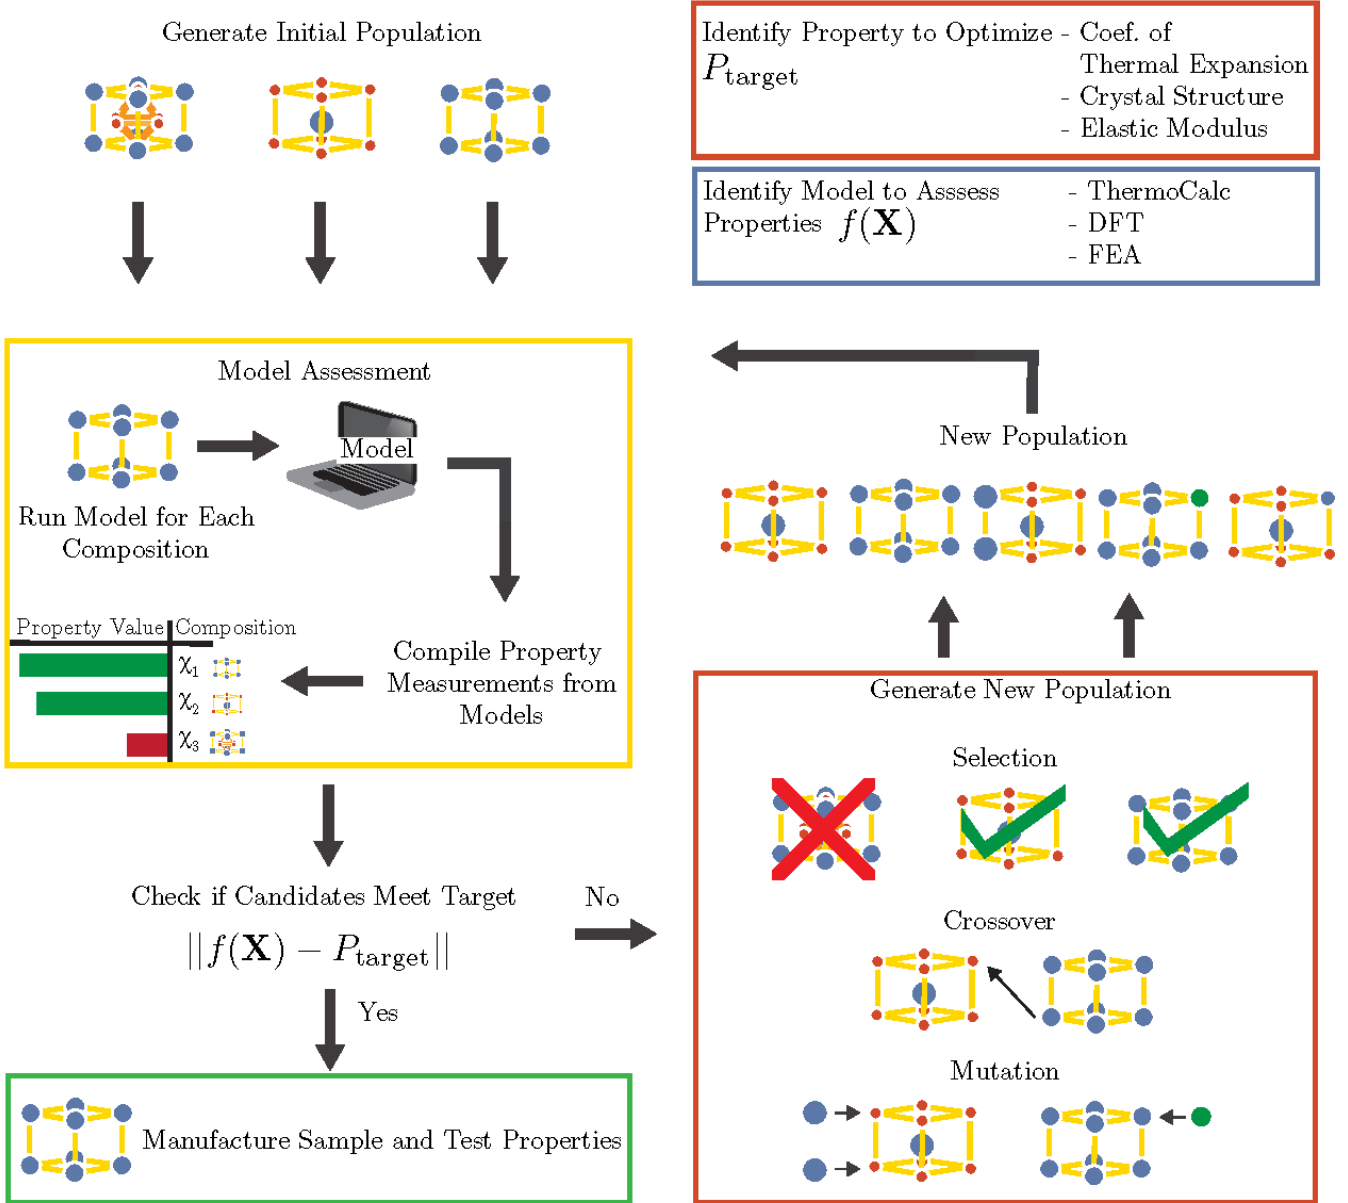 Generate Initial Population
Identify Property to Optimize - Coef. of
P_target Thermal Expansion
- Crystal Structure
- Elastic Modulus
Identify Model to Asssess - ThermoCalc
Properties f(X) - DFT
- FEA
Model Assessment
Model
Run Model for Each
Composition
Property Value Composition
χ₁
χ₂
χ₃
Compile Property
Measurements from
Models
Check if Candidates Meet Target
||f(X) − P_target||
No
Yes
Manufacture Sample and Test Properties
New Population
Generate New Population
Selection
Crossover
Mutation